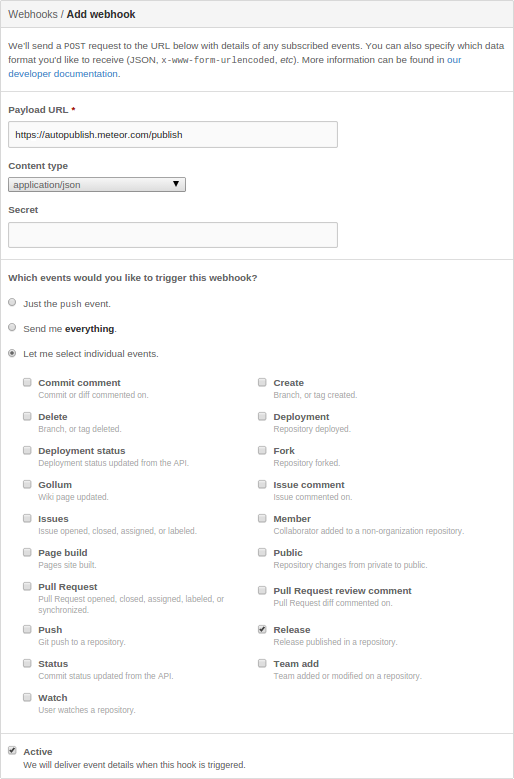 Webhooks / Add webhook
We'll send a POST request to the URL below with details of any subscribed events. You can also specify which data
format you'd like to receive (JSON, x-www-form-urlencoded, etc). More information can be found in our
developer documentation.
Payload URL *
https://autopublish.meteor.com/publish
Content type
application/json
Secret
Which events would you like to trigger this webhook?
Just the push event.
Send me everything.
Let me select individual events.
Commit comment
Commit or diff commented on.
Create
Branch, or tag created.
Delete
Branch, or tag deleted.
Deployment
Repository deployed.
Deployment status
Deployment status updated from the API.
Fork
Repository forked.
Gollum
Wiki page updated.
Issue comment
Issue commented on.
Issues
Issue opened, closed, assigned, or labeled.
Member
Collaborator added to a non-organization repository.
Page build
Pages site built.
Public
Repository changes from private to public.
Pull Request
Pull Request opened, closed, assigned, labeled, or
synchronized.
Pull Request review comment
Pull Request diff commented on.
Push
Git push to a repository.
Release
Release published in a repository.
Status
Commit status updated from the API.
Team add
Team added or modified on a repository.
Watch
User watches a repository.
Active
We will deliver event details when this hook is triggered.